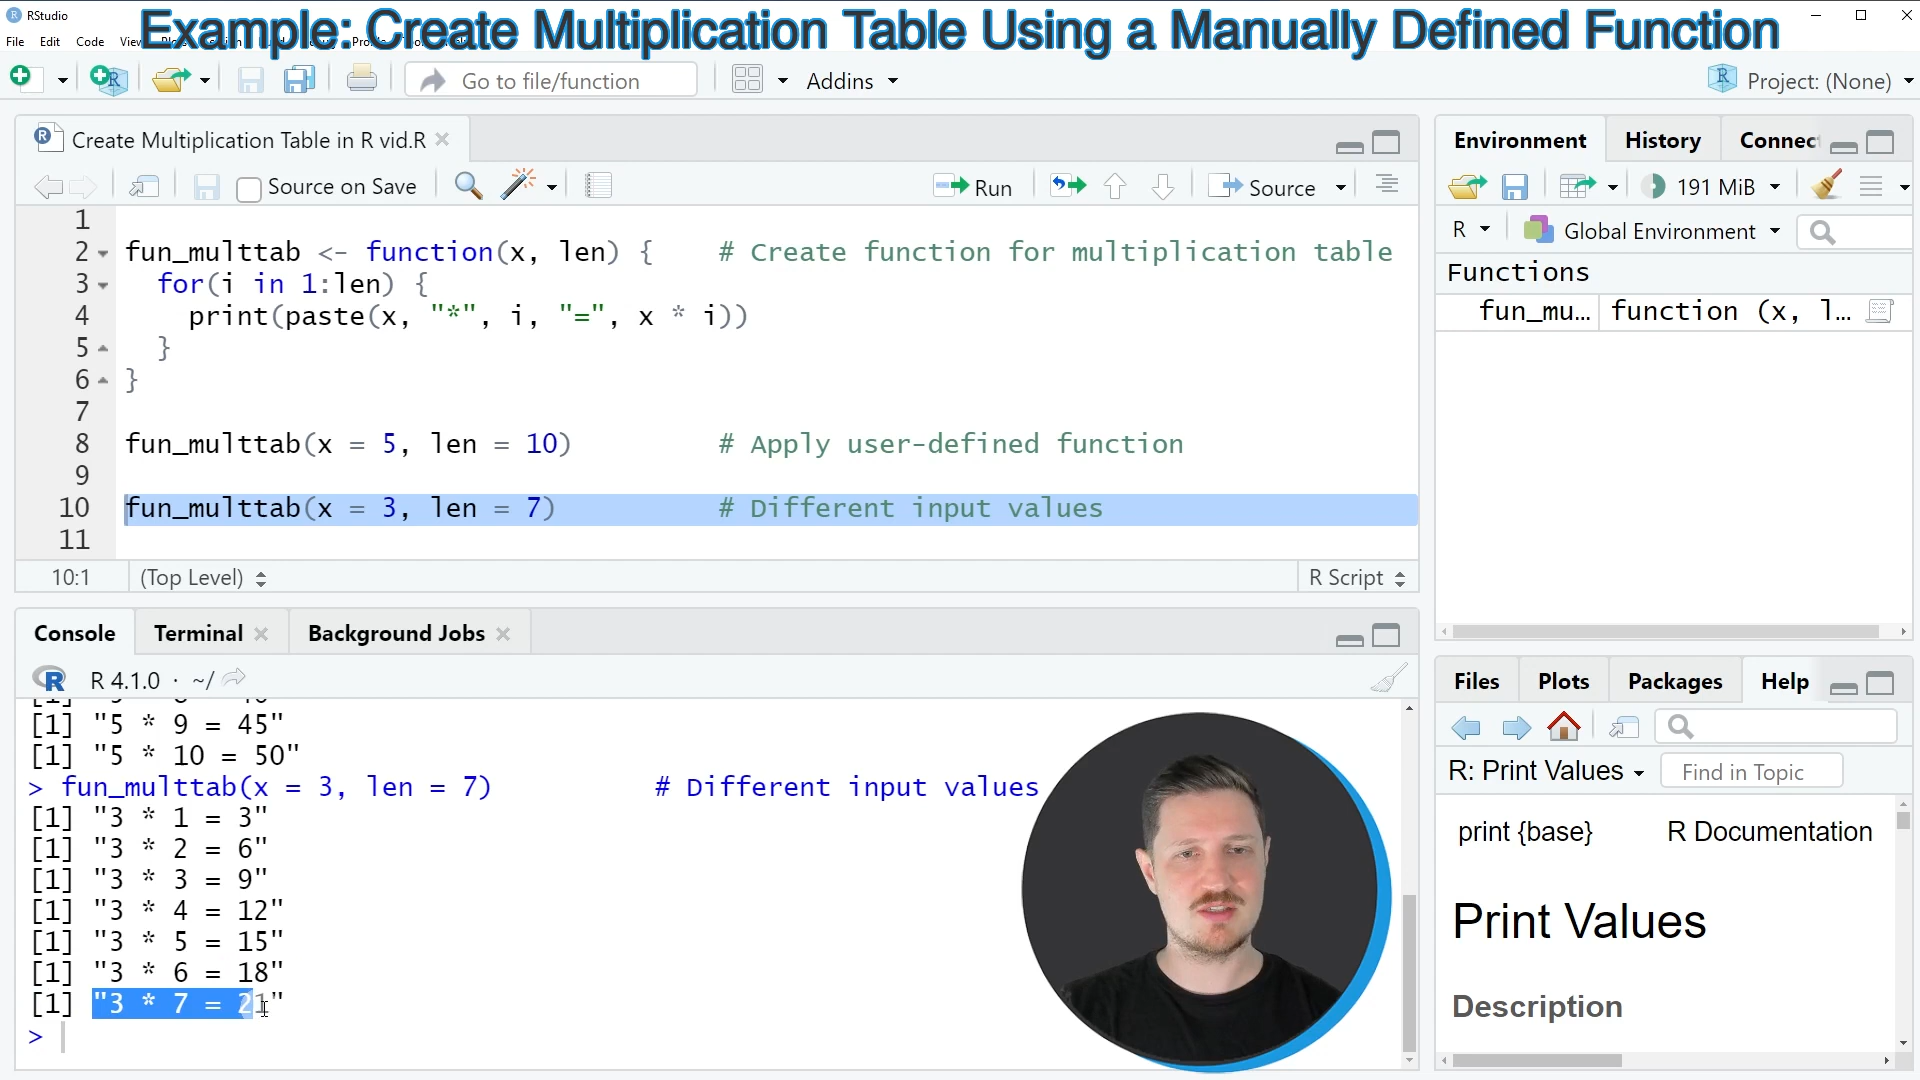 RStudio
Example: Create Multiplication Table Using a Manually Defined Function
File Edit Code
Go to file/function
Addins
Project: (None)
Create Multiplication Table in R vid.R
Source on Save
Run
Source
1
2 fun_multtab <- function(x, len) { # Create function for multiplication table
3 for(i in 1:len) {
4 print(paste(x, "*", i, "=", x * i))
5 }
6 }
7
8 fun_multtab(x = 5, len = 10) # Apply user-defined function
9
10 fun_multtab(x = 3, len = 7) # Different input values
11
10:1 (Top Level) R Script
Console Terminal Background Jobs
R 4.1.0 · ~/
[1] "5 * 9 = 45"
[1] "5 * 10 = 50"
> fun_multtab(x = 3, len = 7) # Different input values
[1] "3 * 1 = 3"
[1] "3 * 2 = 6"
[1] "3 * 3 = 9"
[1] "3 * 4 = 12"
[1] "3 * 5 = 15"
[1] "3 * 6 = 18"
[1] "3 * 7 = 21"
>
Environment History Connec
191 MiB
R Global Environment
Functions
fun_mu… function (x, l…
Files Plots Packages Help
R: Print Values Find in Topic
print {base} R Documentation
Print Values
Description